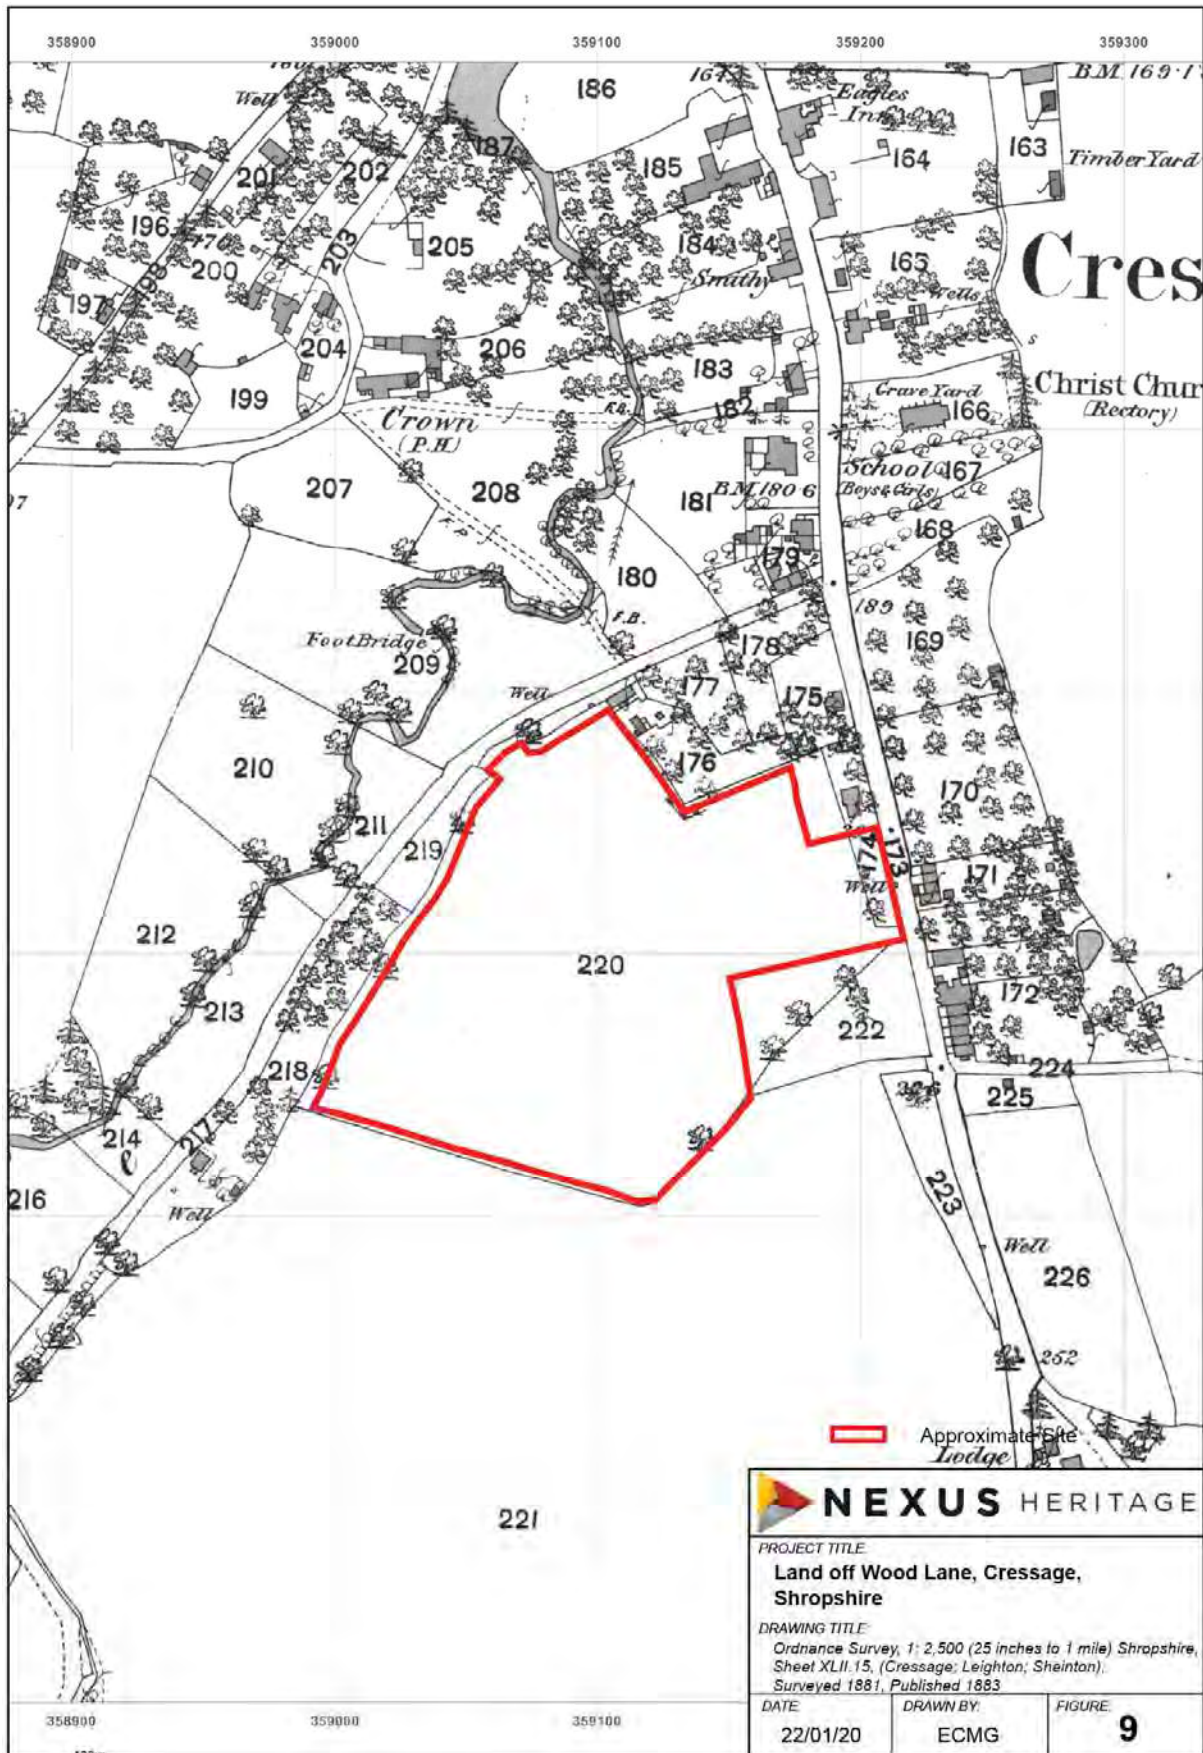 358900 359000 359100 359200 359300
186
164
B.M. 169·1
Well
Eagles
Inn
187
163
201
202
185
164
Timber Yard
196
205
203
184
200
198
165
Cres
Smithy
Wells
197
204
206
183
199
Grave Yard
166
Christ Chur
(Rectory)
182
F.B.
Crown
(P.H.)
School
167
207
208
181
B.M. 180·6
(Boys & Girls)
168
F.P.
179
180
189
F.B.
169
Foot Bridge
209
178
Well
177
175
176
210
170
211
219
174
173
171
Well
212
220
172
213
222
218
224
225
214
217
216
223
Well
Well
226
252
Approximate Site
Lodge
221
NEXUS HERITAGE
PROJECT TITLE:
Land off Wood Lane, Cressage,
Shropshire
DRAWING TITLE:
Ordnance Survey, 1: 2,500 (25 inches to 1 mile) Shropshire,
Sheet XLII.15, (Cressage; Leighton; Sheinton),
Surveyed 1881, Published 1883
DATE: DRAWN BY: FIGURE:
22/01/20 ECMG 9
358900 359000 359100